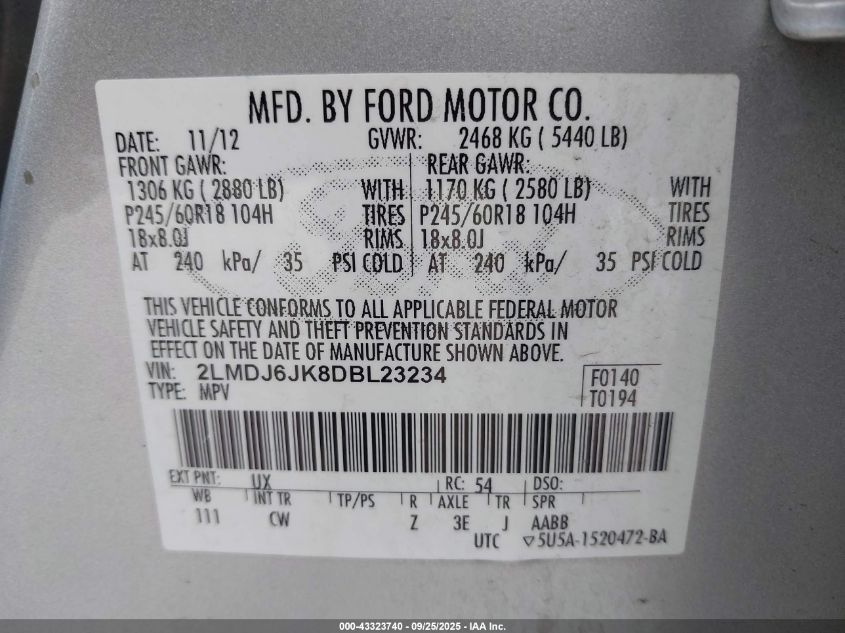 MFD. BY FORD MOTOR CO.
DATE: 11/12 GVWR: 2468 KG ( 5440 LB)
FRONT GAWR: REAR GAWR:
1306 KG ( 2880 LB) WITH 1170 KG ( 2580 LB) WITH
P245/60R18 104H TIRES P245/60R18 104H TIRES
18x8.0J RIMS 18x8.0J RIMS
AT 240 kPa/ 35 PSI COLD AT 240 kPa/ 35 PSI COLD
THIS VEHICLE CONFORMS TO ALL APPLICABLE FEDERAL MOTOR
VEHICLE SAFETY AND THEFT PREVENTION STANDARDS IN
EFFECT ON THE DATE OF MANUFACTURE SHOWN ABOVE.
VIN: 2LMDJ6JK8DBL23234 F0140
TYPE: MPV T0194
EXT PNT: UX RC: 54 DSO:
WB INT TR TP/PS R AXLE TR SPR
111 CW Z 3E J AABB
UTC ▽5U5A-1520472-BA
000-43323740 - 09/25/2025 - IAA Inc.